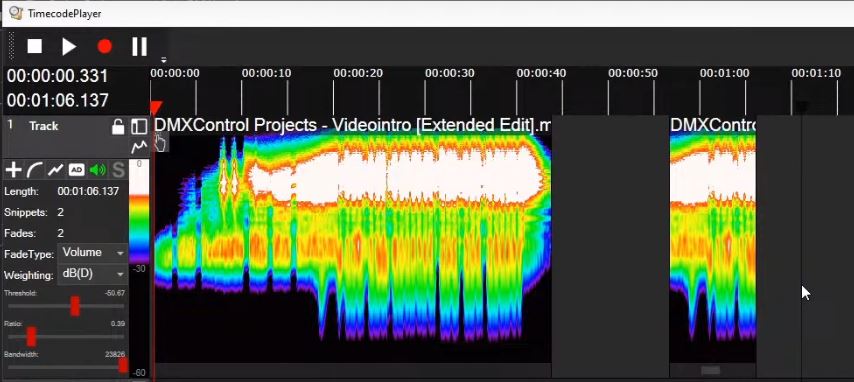 TimecodePlayer
00:00:00.331
00:01:06.137
00:00:00 00:00:10 00:00:20 00:00:30 00:00:40 00:00:50 00:01:00 00:01:10
1 Track
DMXControl Projects - Videointro [Extended Edit].m
DMXContro
AD S
0
Length: 00:01:06.137
Snippets: 2
Fades: 2
FadeType: Volume
Weighting: dB(D)
-30
Threshold: -50.67
Ratio: 0.39
Bandwidth: 23826
-60